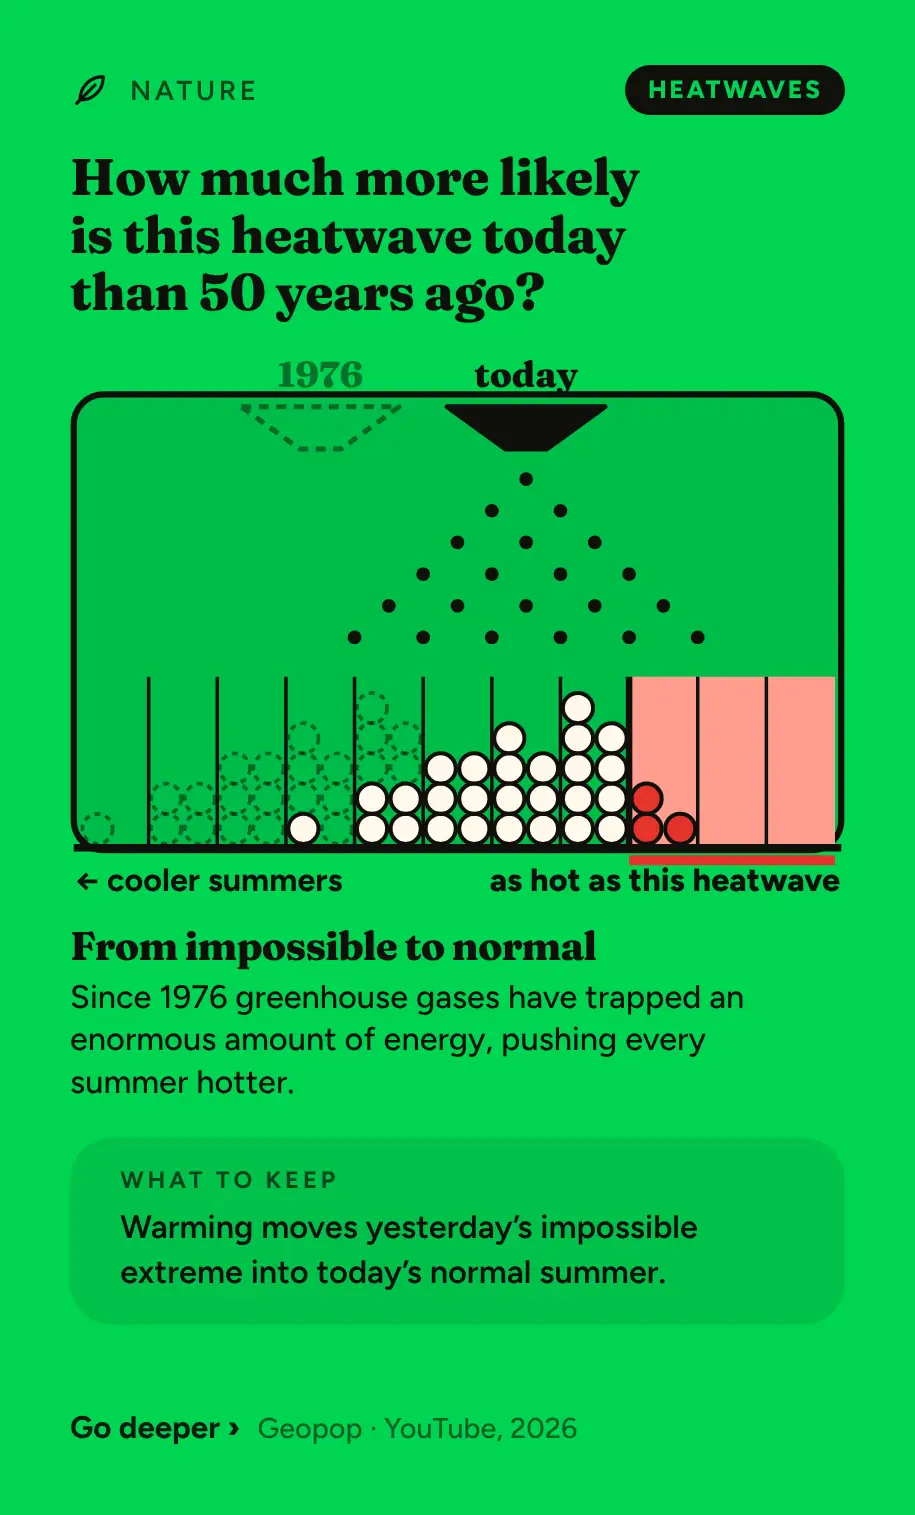 NATURE
HEATWAVES
How much more likely
is this heatwave today
than 50 years ago?
1976
today
← cooler summers
as hot as this heatwave
From impossible to normal
Since 1976 greenhouse gases have trapped an
enormous amount of energy, pushing every
summer hotter.
WHAT TO KEEP
Warming moves yesterday’s impossible
extreme into today’s normal summer.
Go deeper › Geopop · YouTube, 2026